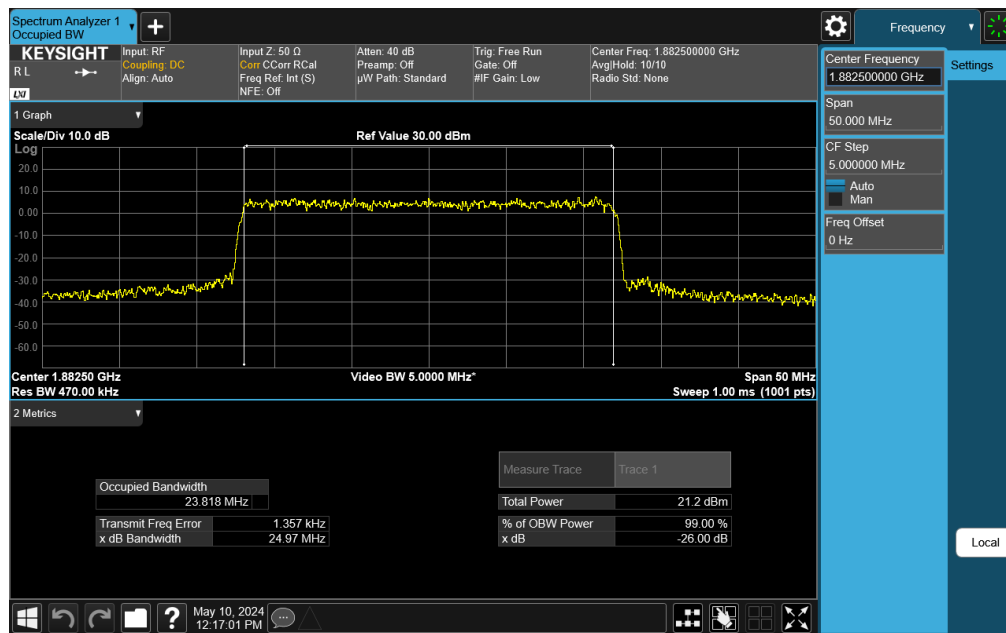 Spectrum Analyzer 1
Occupied BW
Frequency
KEYSIGHT
R L
LXI
Input: RF
Coupling: DC
Align: Auto
Input Z: 50 Ω
Corr CCorr RCal
Freq Ref: Int (S)
NFE: Off
Atten: 40 dB
Preamp: Off
µW Path: Standard
Trig: Free Run
Gate: Off
#IF Gain: Low
Center Freq: 1.882500000 GHz
Avg|Hold: 10/10
Radio Std: None
Center Frequency
1.882500000 GHz
Settings
Span
50.000 MHz
CF Step
5.000000 MHz
Auto
Man
Freq Offset
0 Hz
1 Graph
Scale/Div 10.0 dB
Ref Value 30.00 dBm
Log
20.0
10.0
0.00
-10.0
-20.0
-30.0
-40.0
-50.0
-60.0
Center 1.88250 GHz
Video BW 5.0000 MHz*
Span 50 MHz
Res BW 470.00 kHz
Sweep 1.00 ms (1001 pts)
2 Metrics
Measure Trace
Trace 1
Occupied Bandwidth
23.818 MHz
Total Power
21.2 dBm
Transmit Freq Error
1.357 kHz
% of OBW Power
99.00 %
x dB Bandwidth
24.97 MHz
x dB
-26.00 dB
Local
May 10, 2024
12:17:01 PM